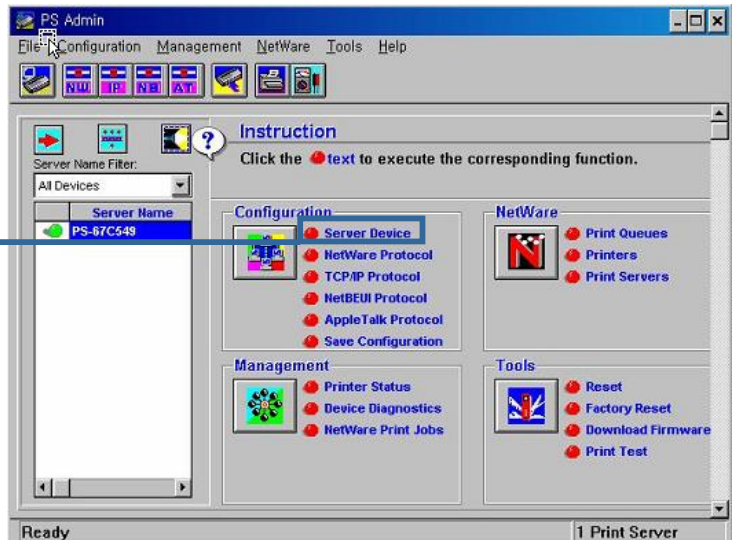 PS Admin
File Configuration Management NetWare Tools Help
NW IP NB AT
Server Name Filter:
All Devices
Server Name
PS-67C549
?
Instruction
Click the text to execute the corresponding function.
Configuration
Server Device
NetWare Protocol
TCP/IP Protocol
NetBEUI Protocol
AppleTalk Protocol
Save Configuration
NetWare
N
Print Queues
Printers
Print Servers
Management
Printer Status
Device Diagnostics
NetWare Print Jobs
Tools
Reset
Factory Reset
Download Firmware
Print Test
Ready
1 Print Server